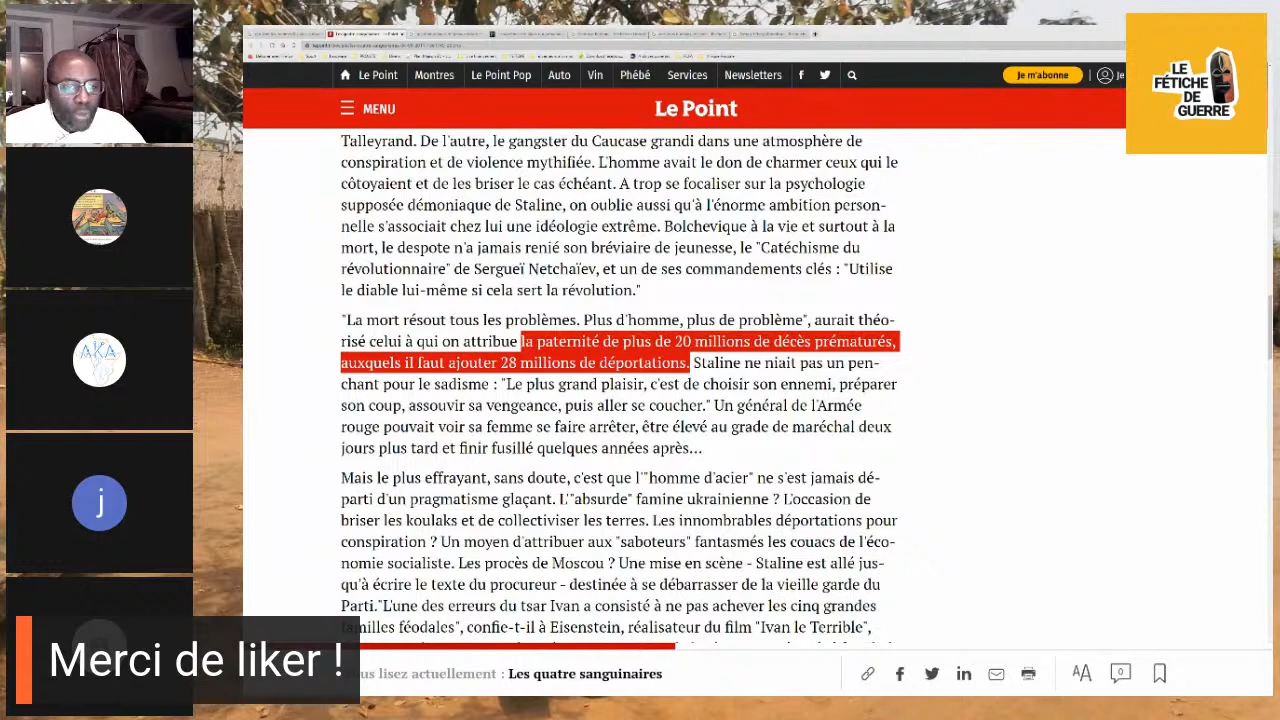 Le Point
Montres
Le Point Pop
Auto
Vin
Phébé
Services
Newsletters
Je m'abonne
Je
LE
FÉTICHE
DE
GUERRE
MENU
Le Point
Talleyrand. De l'autre, le gangster du Caucase grandi dans une atmosphère de
conspiration et de violence mythifiée. L'homme avait le don de charmer ceux qui le
côtoyaient et de les briser le cas échéant. A trop se focaliser sur la psychologie
supposée démoniaque de Staline, on oublie aussi qu'à l'énorme ambition person-
nelle s'associait chez lui une idéologie extrême. Bolchevique à la vie et surtout à la
mort, le despote n'a jamais renié son bréviaire de jeunesse, le "Catéchisme du
révolutionnaire" de Sergueï Netchaïev, et un de ses commandements clés : "Utilise
le diable lui-même si cela sert la révolution."
"La mort résout tous les problèmes. Plus d'homme, plus de problème", aurait théo-
risé celui à qui on attribue la paternité de plus de 20 millions de décès prématurés,
auxquels il faut ajouter 28 millions de déportations. Staline ne niait pas un pen-
chant pour le sadisme : "Le plus grand plaisir, c'est de choisir son ennemi, préparer
son coup, assouvir sa vengeance, puis aller se coucher." Un général de l'Armée
rouge pouvait voir sa femme se faire arrêter, être élevé au grade de maréchal deux
jours plus tard et finir fusillé quelques années après...
Mais le plus effrayant, sans doute, c'est que l'"homme d'acier" ne s'est jamais dé-
parti d'un pragmatisme glaçant. L'"absurde" famine ukrainienne ? L'occasion de
briser les koulaks et de collectiviser les terres. Les innombrables déportations pour
conspiration ? Un moyen d'attribuer aux "saboteurs" fantasmés les couacs de l'éco-
nomie socialiste. Les procès de Moscou ? Une mise en scène - Staline est allé jus-
qu'à écrire le texte du procureur - destinée à se débarrasser de la vieille garde du
Parti."L'une des erreurs du tsar Ivan a consisté à ne pas achever les cinq grandes
familles féodales", confie-t-il à Eisenstein, réalisateur du film "Ivan le Terrible",
lisez actuellement : Les quatre sanguinaires
0
AKA
j
Merci de liker !